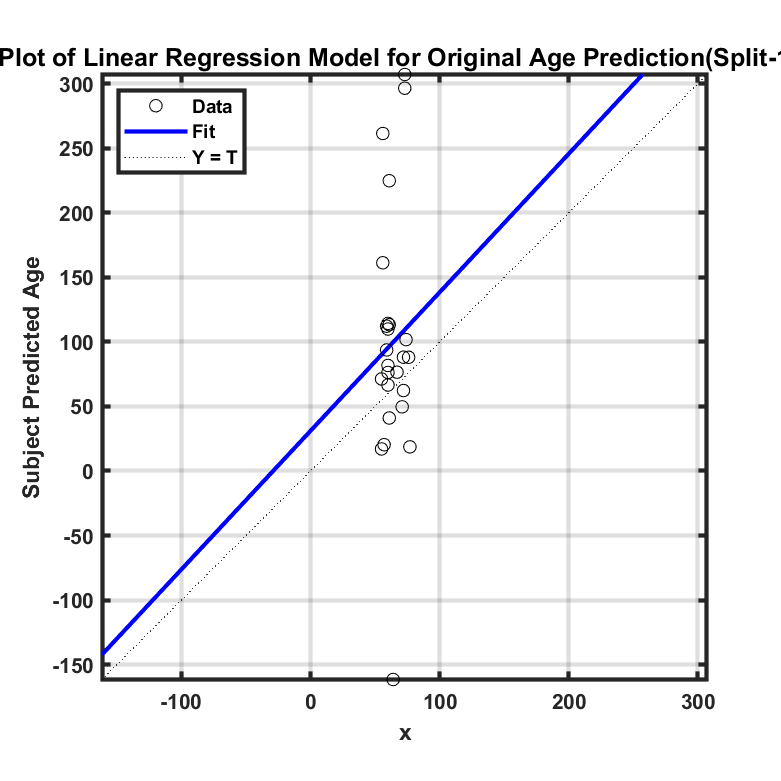 Plot of Linear Regression Model for Original Age Prediction(Split-1
300
250
200
150
100
50
0
-50
-100
-150
Data
Fit
Y = T
Subject Predicted Age
-100
0
100
200
300
x